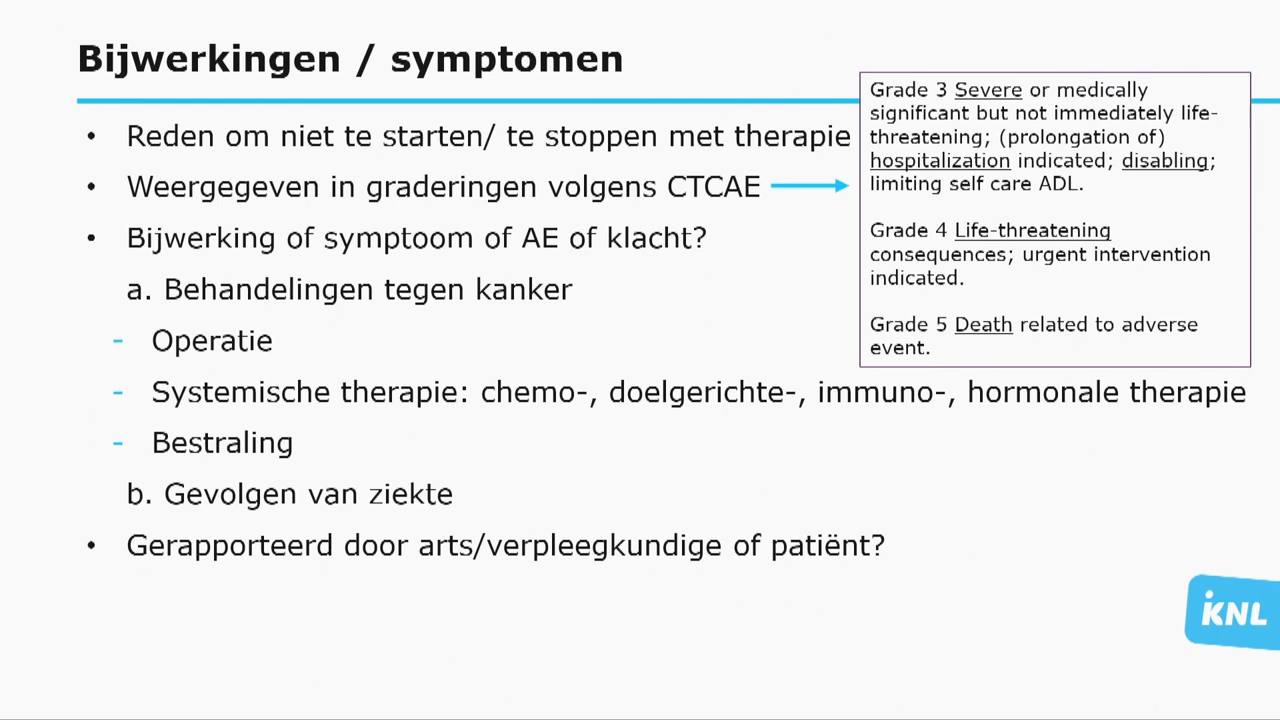 Bijwerkingen / symptomen
• Reden om niet te starten/ te stoppen met therapie
• Weergegeven in graderingen volgens CTCAE
• Bijwerking of symptoom of AE of klacht?
a. Behandelingen tegen kanker
- Operatie
- Systemische therapie: chemo-, doelgerichte-, immuno-, hormonale therapie
- Bestraling
b. Gevolgen van ziekte
• Gerapporteerd door arts/verpleegkundige of patiënt?
Grade 3 Severe or medically
significant but not immediately life-
threatening; (prolongation of)
hospitalization indicated; disabling;
limiting self care ADL.
Grade 4 Life-threatening
consequences; urgent intervention
indicated.
Grade 5 Death related to adverse
event.
iKNL